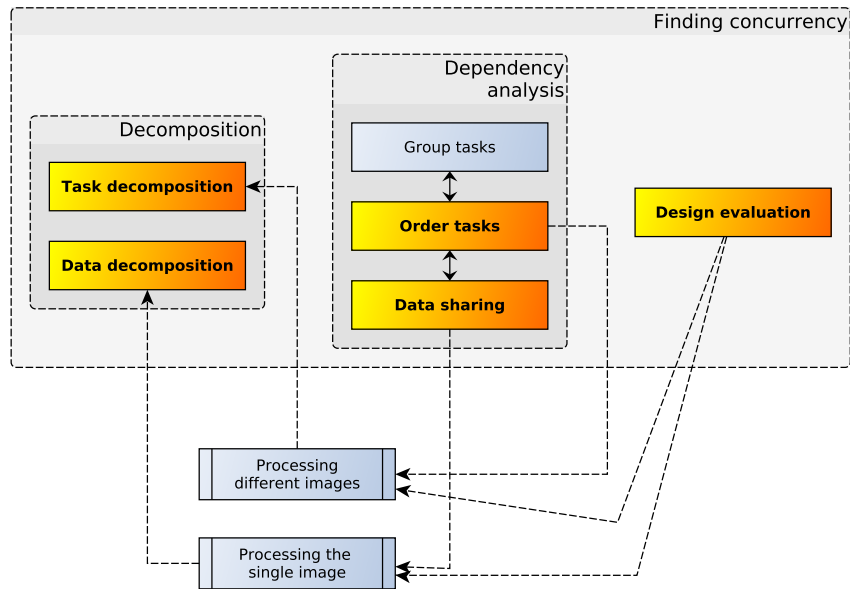 Finding concurrency
Dependency
analysis
Decomposition
Group tasks
Task decomposition
Order tasks
Design evaluation
Data decomposition
Data sharing
Processing
different images
Processing the
single image